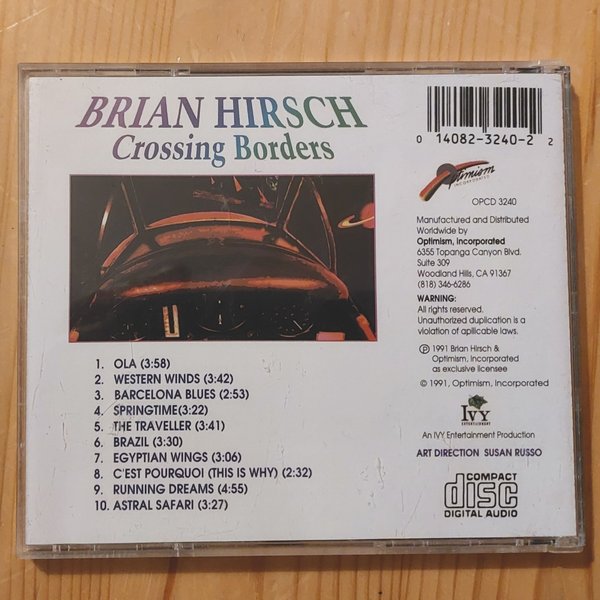 BRIAN HIRSCH
Crossing Borders
1. OLA (3:58)
2. WESTERN WINDS (3:42)
3. BARCELONA BLUES (2:53)
4. SPRINGTIME(3:22)
5. THE TRAVELLER (3:41)
6. BRAZIL (3:30)
7. EGYPTIAN WINGS (3:06)
8. C'EST POURQUOI (THIS IS WHY) (2:32)
9. RUNNING DREAMS (4:55)
10. ASTRAL SAFARI (3:27)
0 14082-3240-2 2
Optimism
INCORPORATED
OPCD 3240
Manufactured and Distributed
Worldwide by
Optimism, Incorporated
6355 Topanga Canyon Blvd.
Suite 309
Woodland Hills, CA 91367
(818) 346-6286
WARNING:
All rights reserved.
Unauthorized duplication is a
violation of apilicable laws.
℗ 1991 Brian Hirsch &
Optimism, Incorporated
as exclusive licensee
© 1991, Optimism, Incorporated
IVY
ENTERTAINMENT
An IVY Entertainment Production
ART DIRECTION SUSAN RUSSO
COMPACT
disc
DIGITAL AUDIO